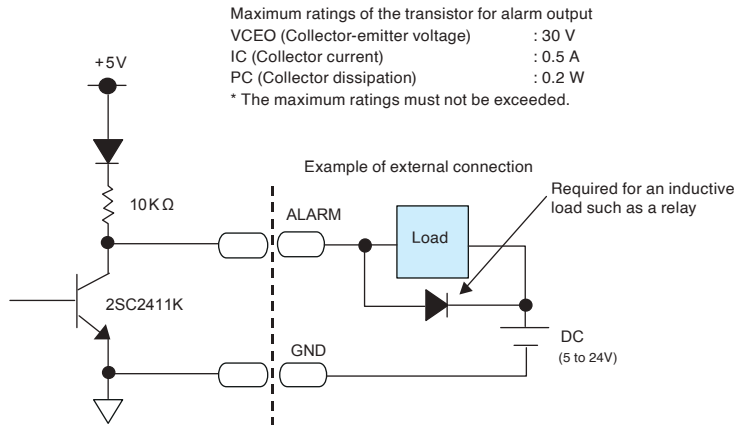 Maximum ratings of the transistor for alarm output
VCEO (Collector-emitter voltage) : 30 V
IC (Collector current) : 0.5 A
PC (Collector dissipation) : 0.2 W
* The maximum ratings must not be exceeded.
+5V
Example of external connection
Required for an inductive
load such as a relay
10KΩ
ALARM
Load
2SC2411K
GND
DC
(5 to 24V)